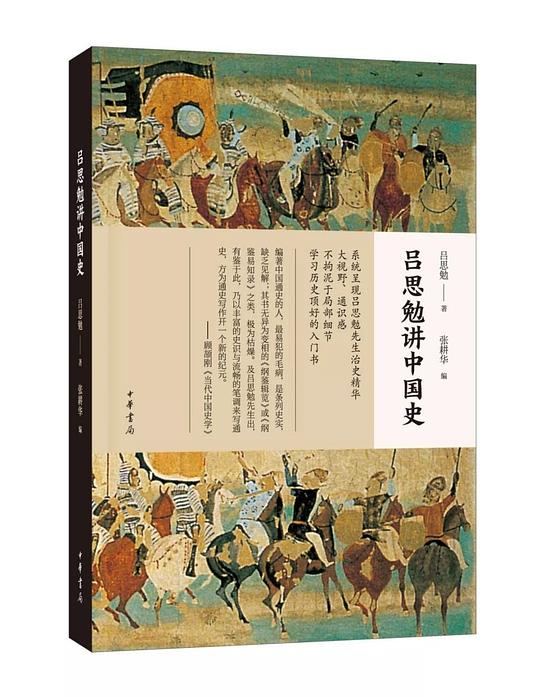 吕思勉讲中国史
吕思勉——著
张耕华 编
中华书局
吕思勉——著
张耕华 编
吕思勉讲中国史
系统呈现吕思勉先生治史精华
大视野，通识感
不拘泥于局部细节
学习历史顶好的入门书
编著中国通史的人，最易犯的毛病，是条列史实，
缺乏见解；其书无异为变相的《纲鉴辑览》或《纲
鉴易知录》之类，极为枯燥。及吕思勉先生出，
有鉴于此，乃以丰富的史识与流畅的笔调来写通
史，方为通史写作开一个新的纪元。
——顾颉刚《当代中国史学》
中華書局